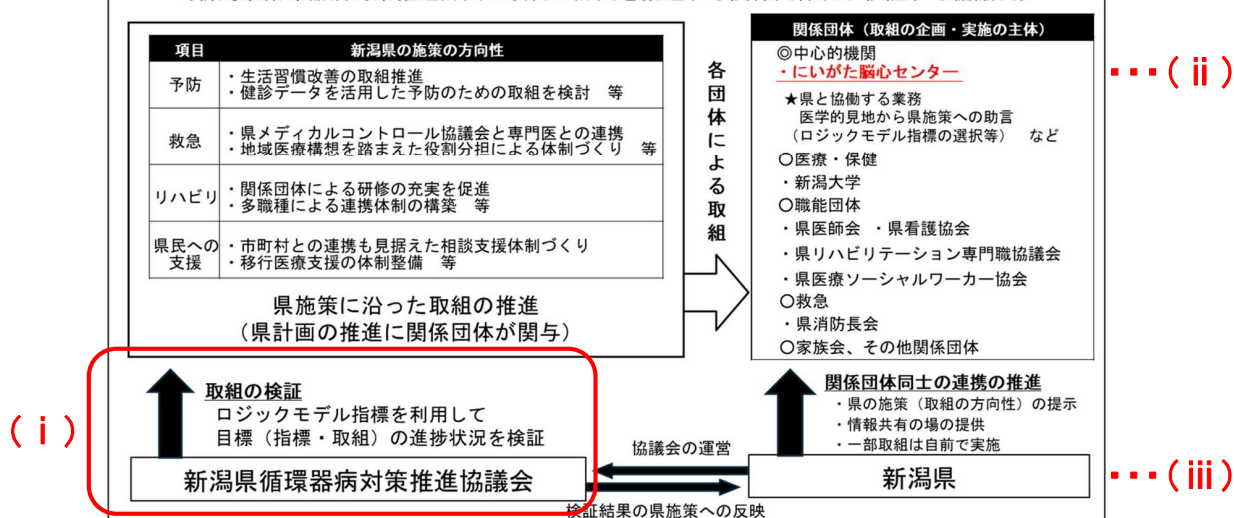 項目 新潟県の施策の方向性
予防
・生活習慣改善の取組推進
・健診データを活用した予防のための取組を検討 等
救急
・県メディカルコントロール協議会と専門医との連携
・地域医療構想を踏まえた役割分担による体制づくり 等
リハビリ
・関係団体による研修の充実を促進
・多職種による連携体制の構築 等
県民への
支援
・市町村との連携も見据えた相談支援体制づくり
・移行医療支援の体制整備 等
県施策に沿った取組の推進
（県計画の推進に関係団体が関与）
各団体による取組
関係団体（取組の企画・実施の主体）
◎中心的機関
・にいがた脳心センター
･･･(ⅱ)
★県と協働する業務
医学的見地から県施策への助言
（ロジックモデル指標の選択等） など
〇医療・保健
・新潟大学
〇職能団体
・県医師会 ・県看護協会
・県リハビリテーション専門職協議会
・県医療ソーシャルワーカー協会
〇救急
・県消防長会
〇家族会、その他関係団体
(ⅰ)
取組の検証
ロジックモデル指標を利用して
目標（指標・取組）の進捗状況を検証
新潟県循環器病対策推進協議会
協議会の運営
検証結果の県施策への反映
関係団体同士の連携の推進
・県の施策（取組の方向性）の提示
・情報共有の場の提供
・一部取組は自前で実施
新潟県
･･･(ⅲ)